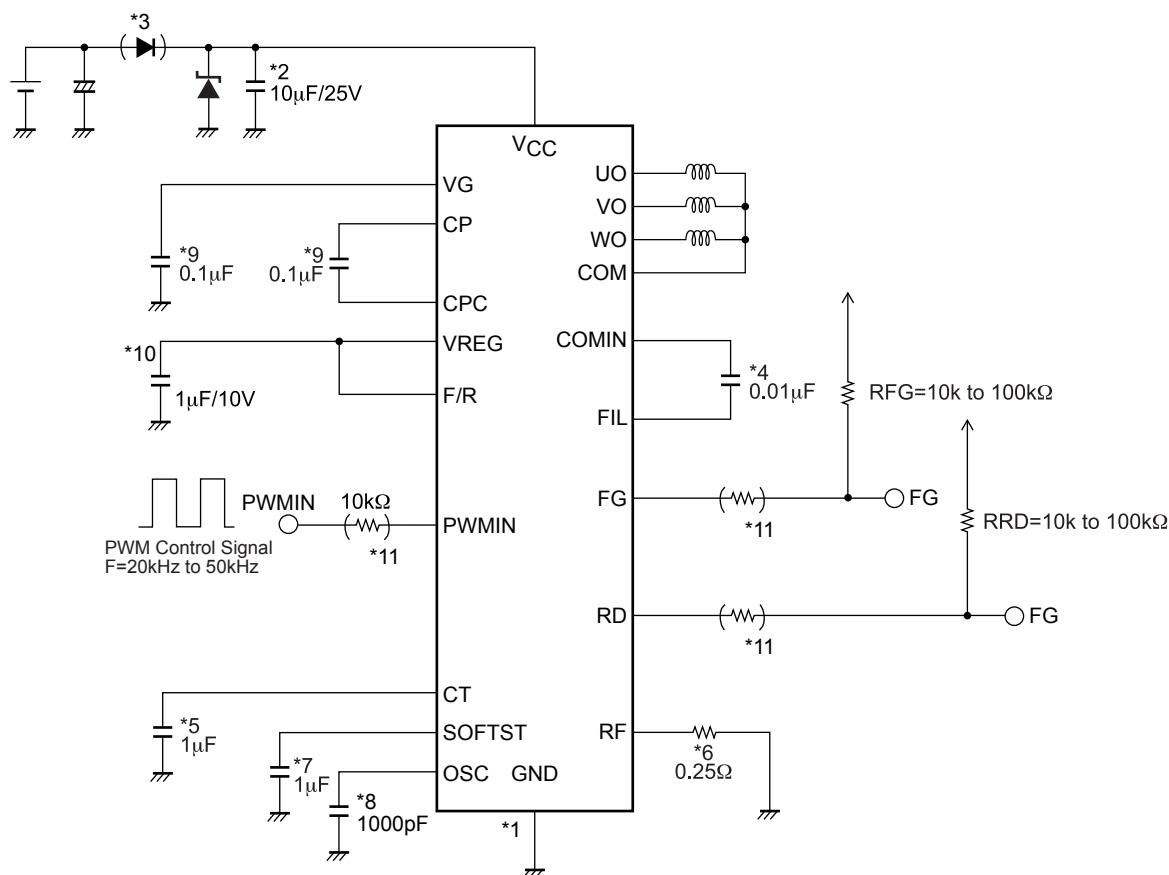 *3
*2
10μF/25V
VCC
VG
CP
*9
0.1μF
*9
0.1μF
CPC
*10
VREG
1μF/10V
F/R
PWMIN
10kΩ
PWMIN
*11
PWM Control Signal
F=20kHz to 50kHz
CT
*5
1μF
SOFTST
*7
1μF
OSC
GND
*8
1000pF
*1
UO
VO
WO
COM
COMIN
*4
0.01μF
FIL
RFG=10k to 100kΩ
FG
*11
FG
RRD=10k to 100kΩ
RD
*11
FG
RF
*6
0.25Ω